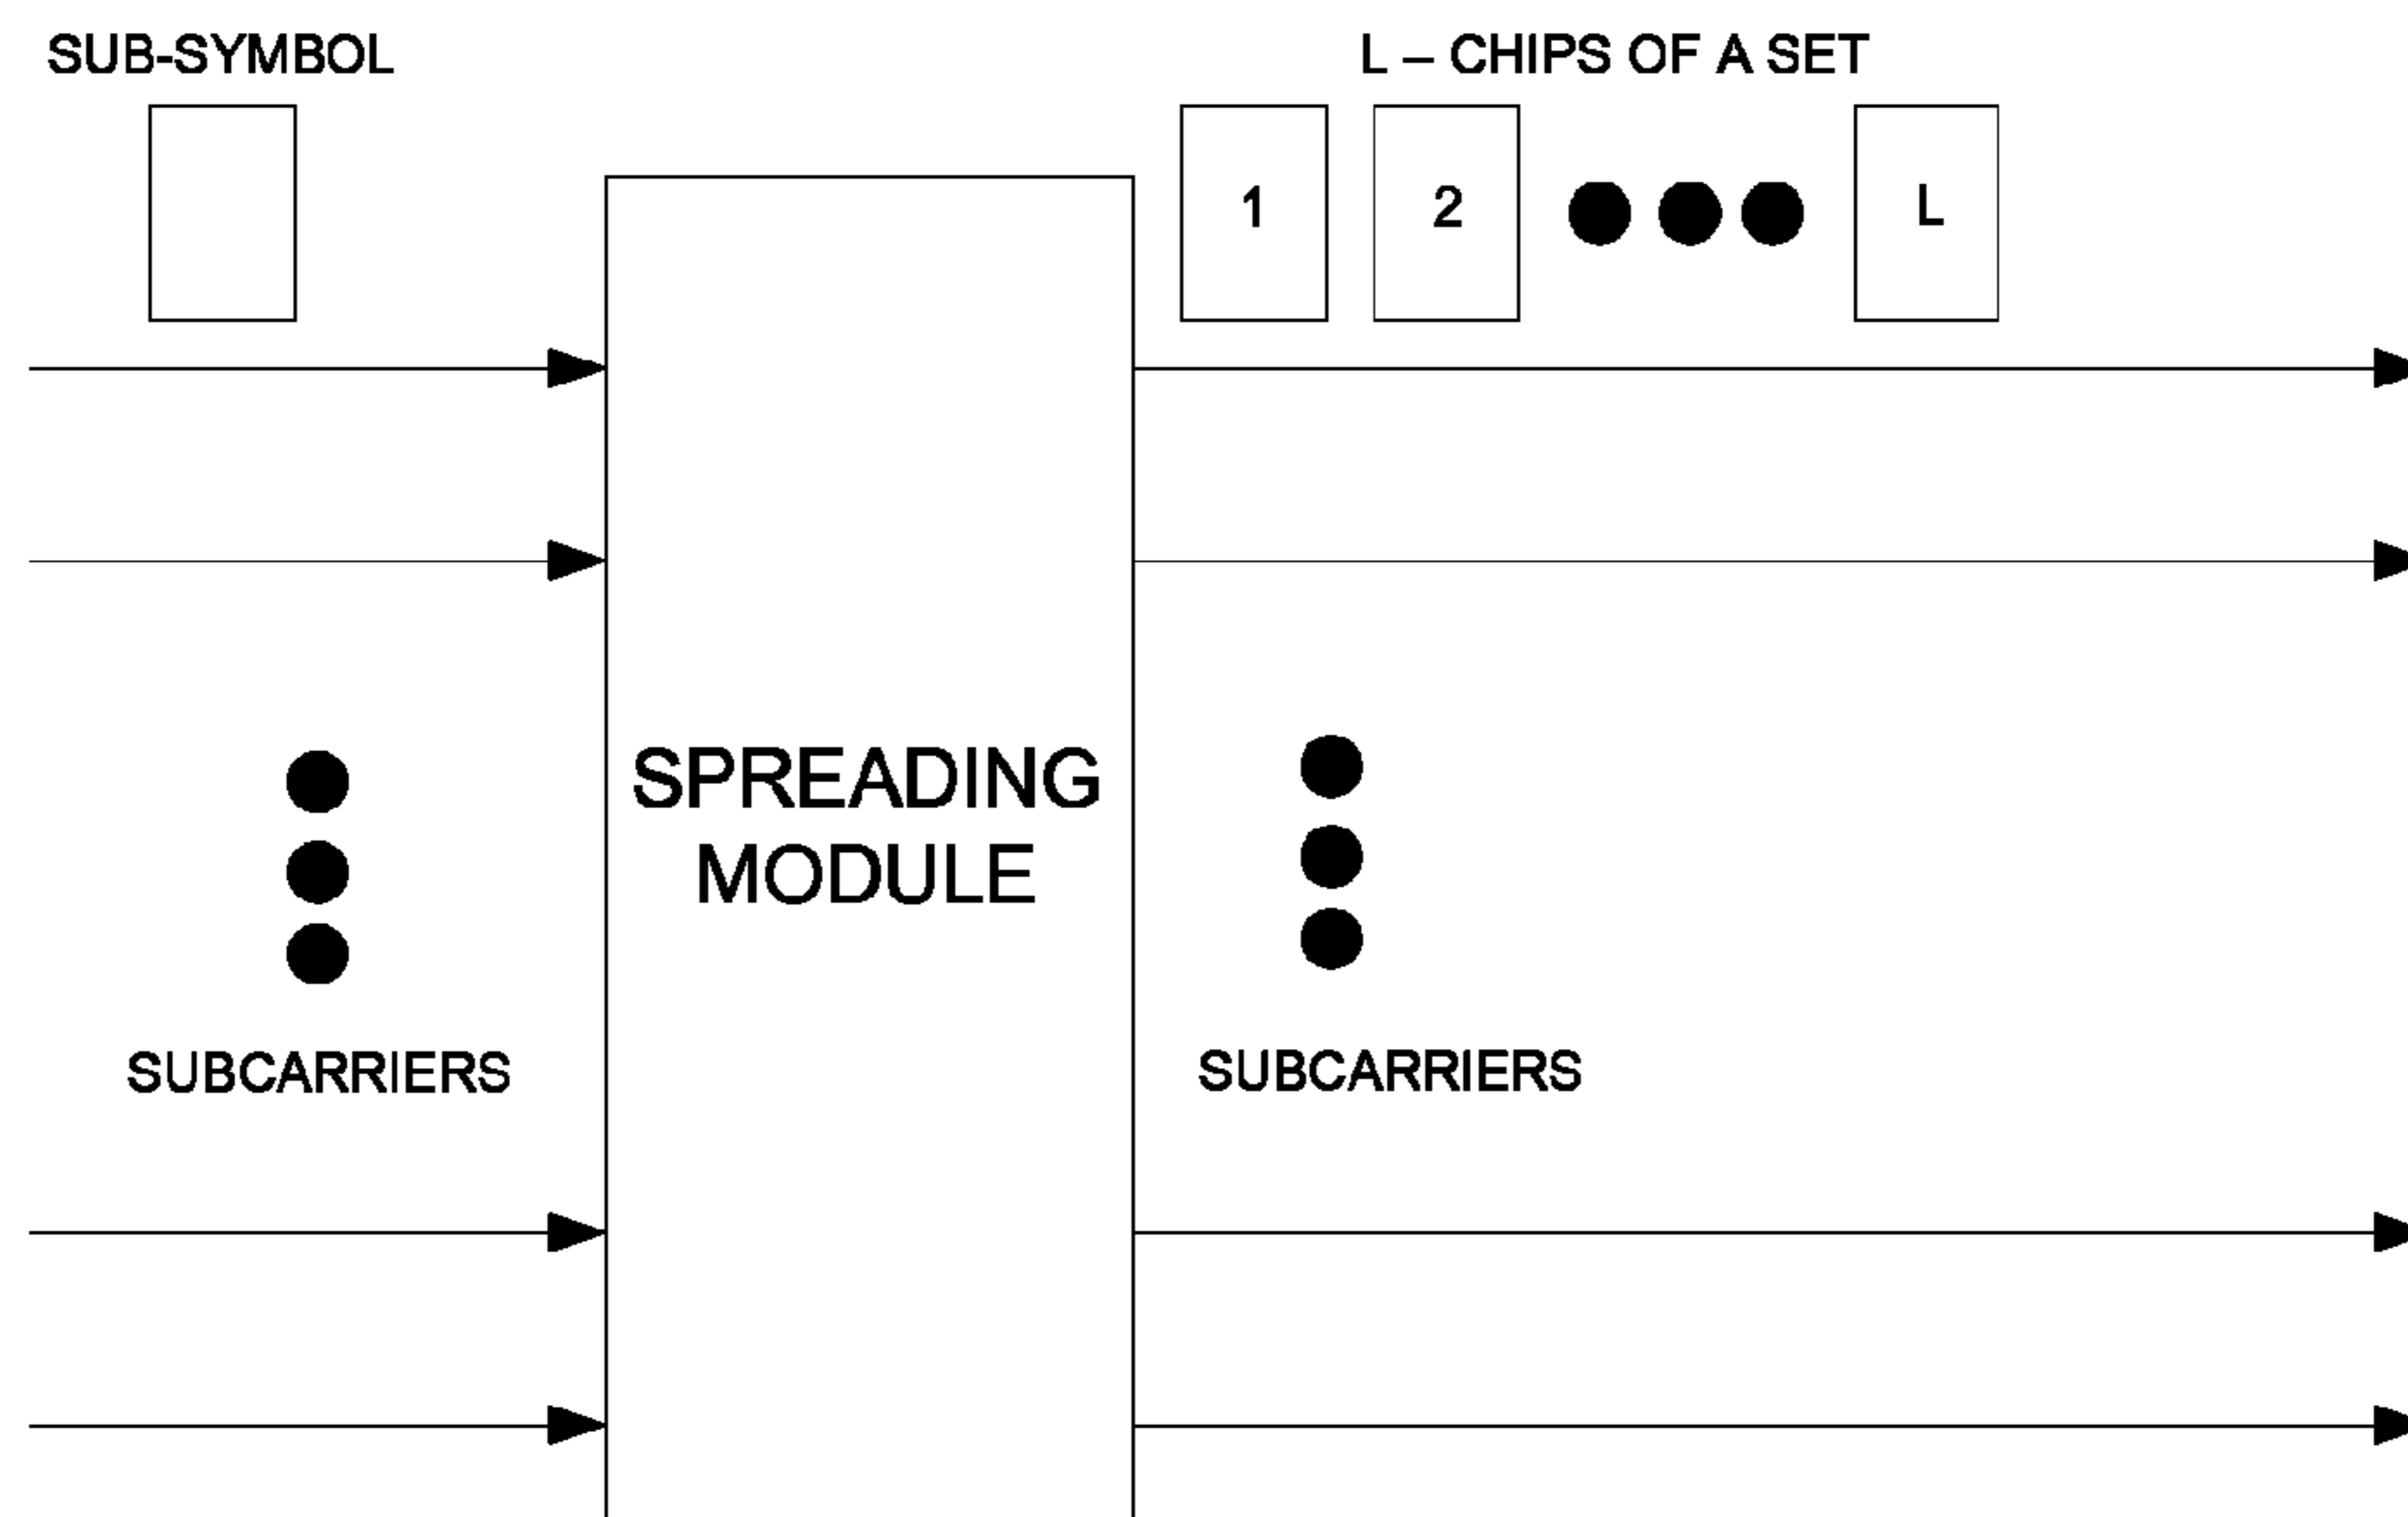 SUB-SYMBOL
L – CHIPS OF A SET
1 2 L
SPREADING
MODULE
SUBCARRIERS
SUBCARRIERS